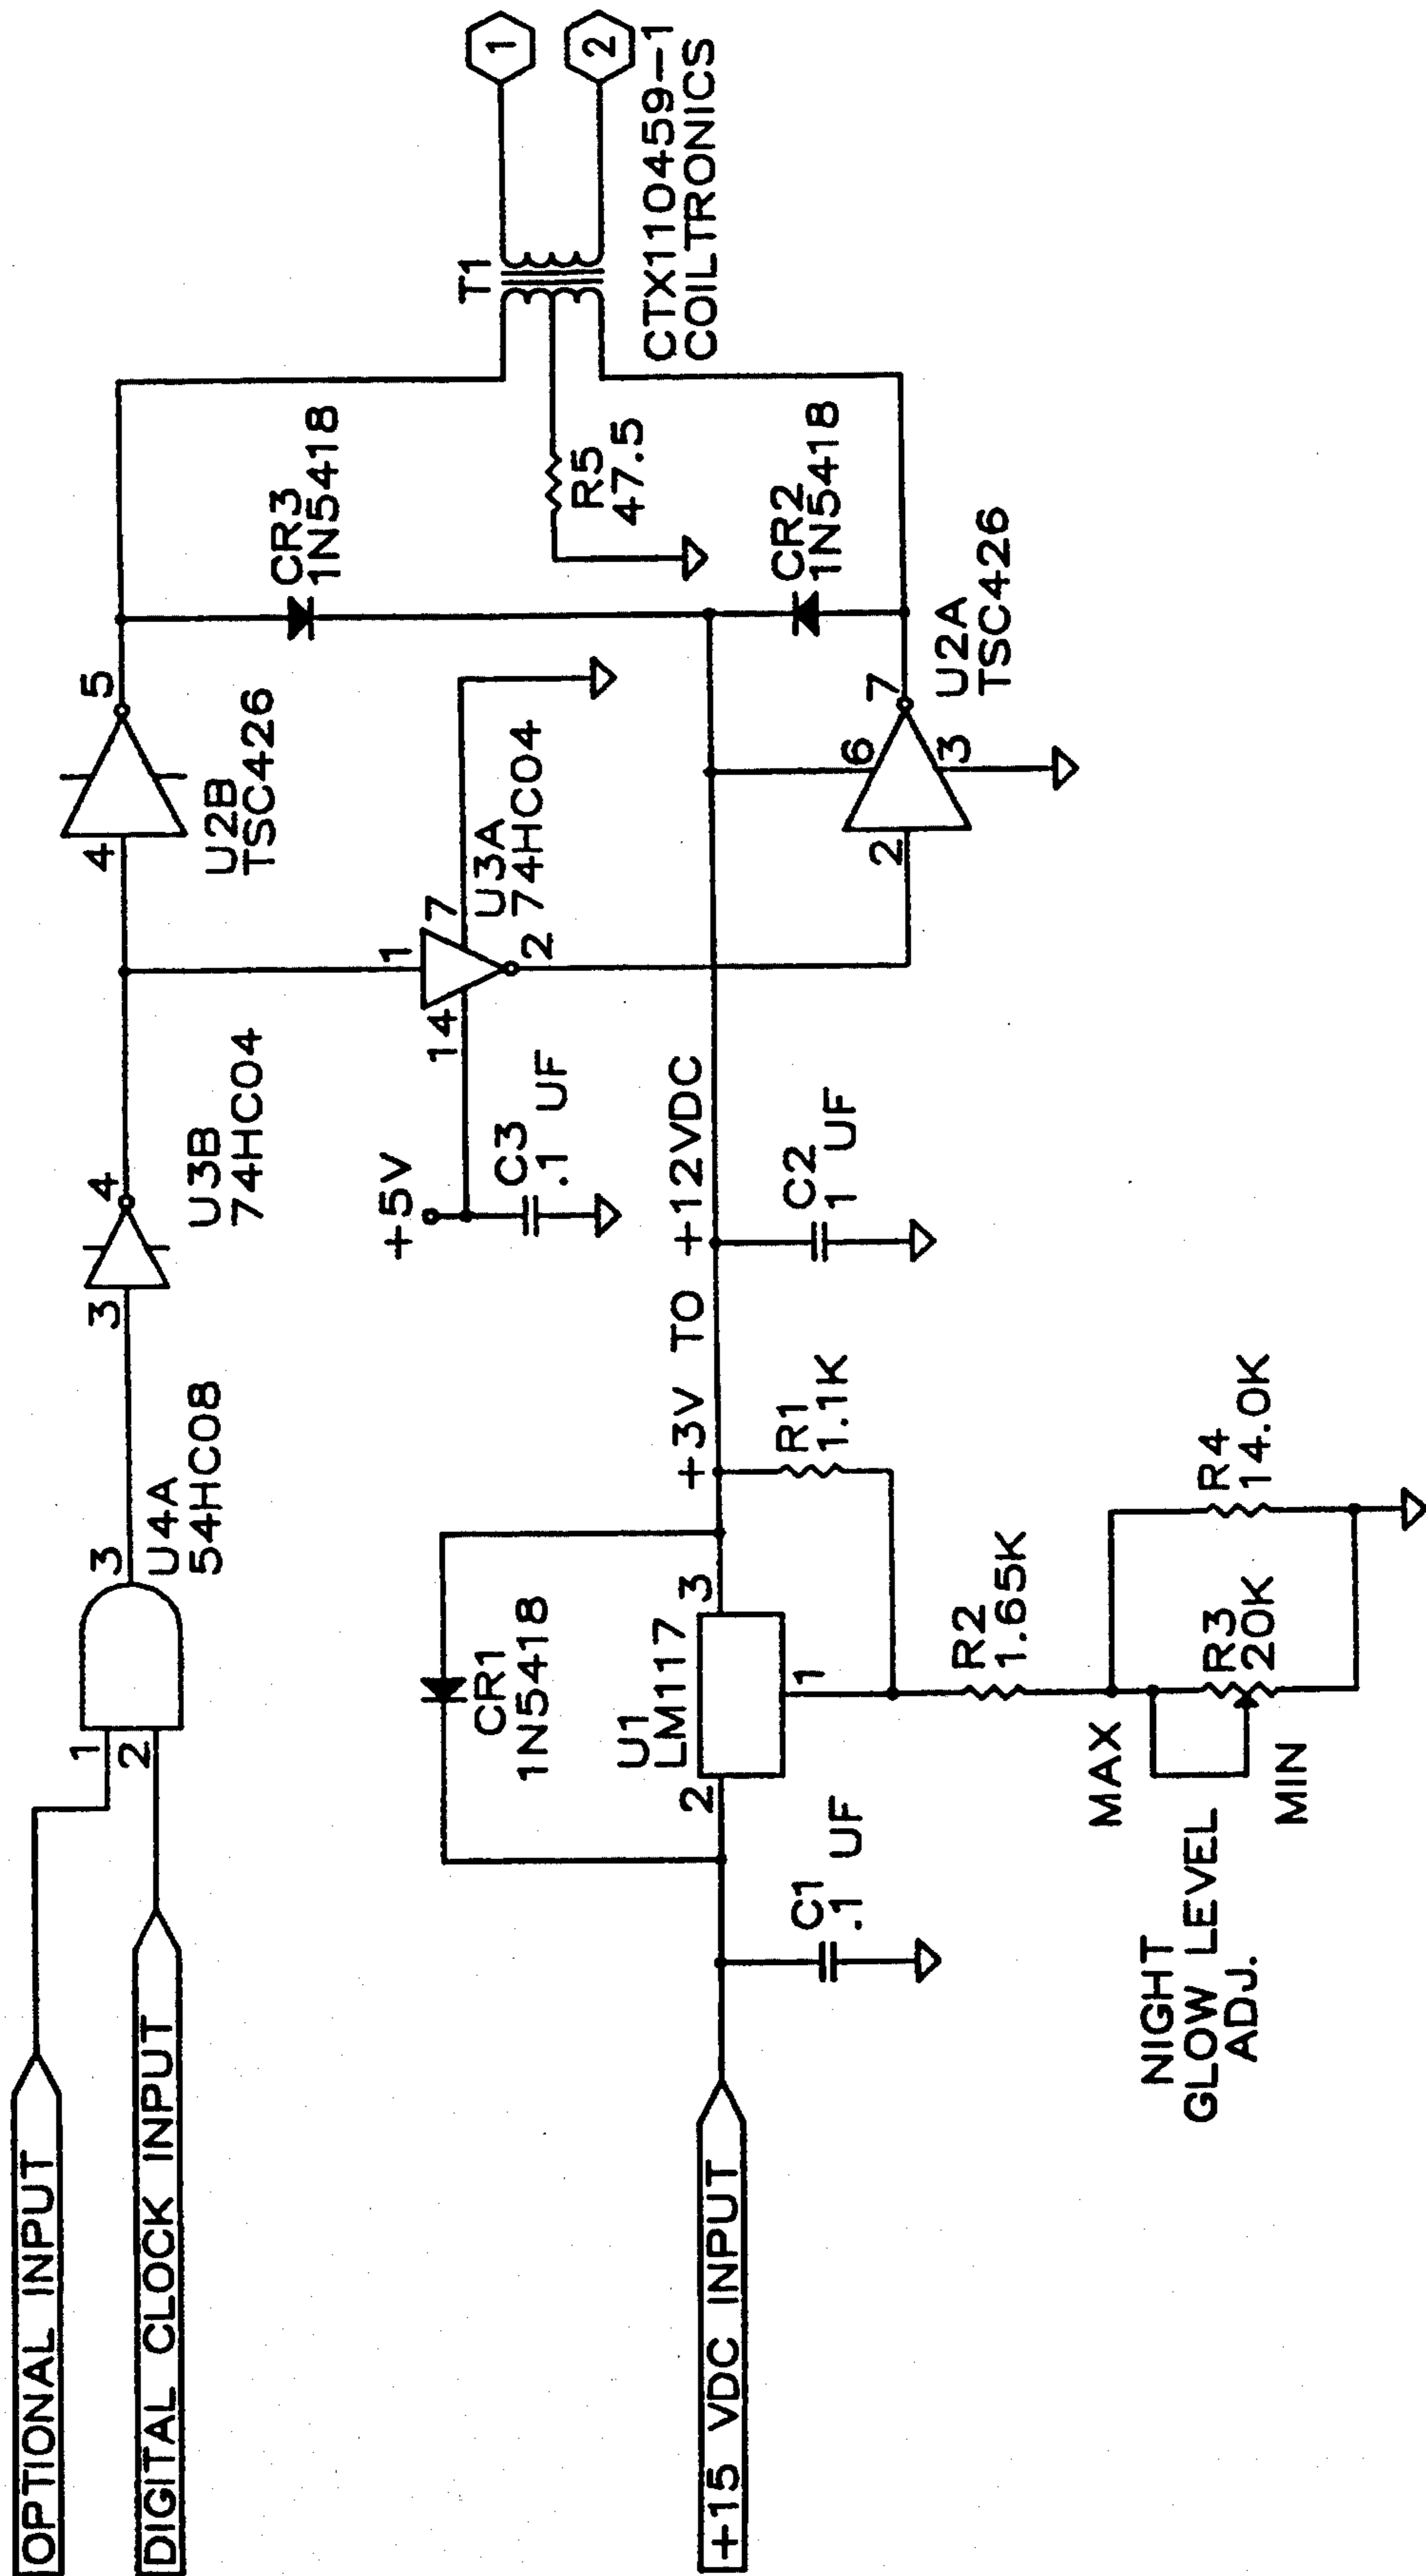 OPTIONAL INPUT
DIGITAL CLOCK INPUT
1
2
3
U4A
54HC08
3
4
U3B
74HC04
4
5
U2B
TSC426
CR3
1N5418
T1
1
2
CTX110459-1
COILTRONICS
R5
47.5
+5V
C3
.1 UF
14
1
7
2
U3A
74HC04
CR1
1N5418
+15 VDC INPUT
C1
.1 UF
U1
LM117
2
3
1
+3V TO +12VDC
R1
1.1K
C2
1 UF
6
7
2
3
U2A
TSC426
CR2
1N5418
R2
1.65K
NIGHT
GLOW LEVEL
ADJ.
MAX
MIN
R3
20K
R4
14.0K